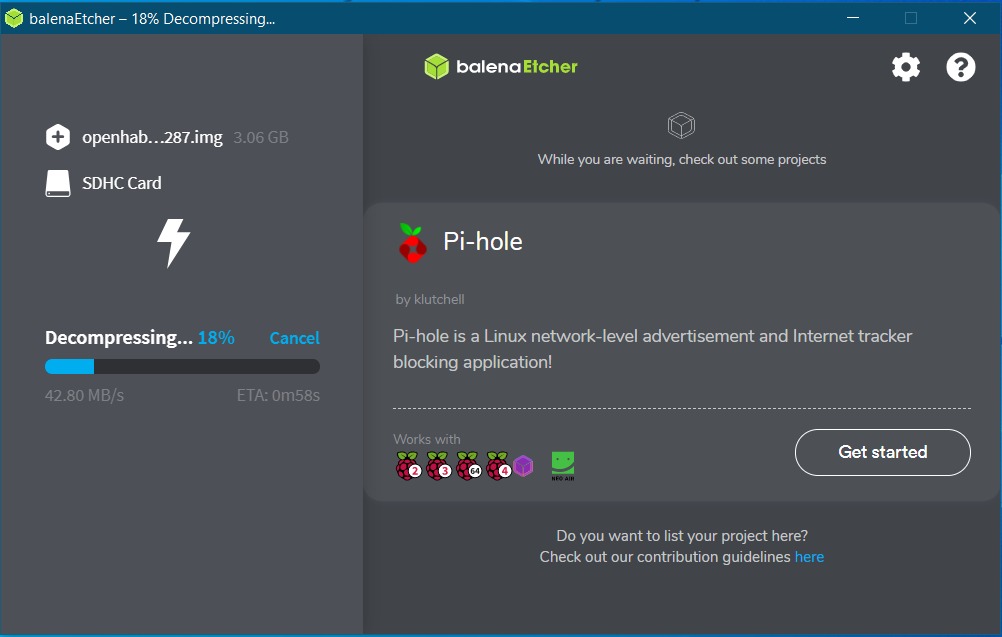 balenaEtcher – 18% Decompressing...
balenaEtcher
openhab...287.img 3.06 GB
SDHC Card
Decompressing... 18% Cancel
42.80 MB/s ETA: 0m58s
While you are waiting, check out some projects
Pi-hole
by klutchell
Pi-hole is a Linux network-level advertisement and Internet tracker
blocking application!
Works with
2 3 64 4 NEO AIR
Get started
Do you want to list your project here?
Check out our contribution guidelines here